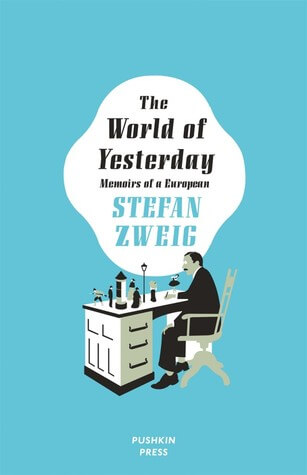 The
World of
Yesterday
Memoirs of a European
STEFAN
ZWEIG
PUSHKIN
PRESS